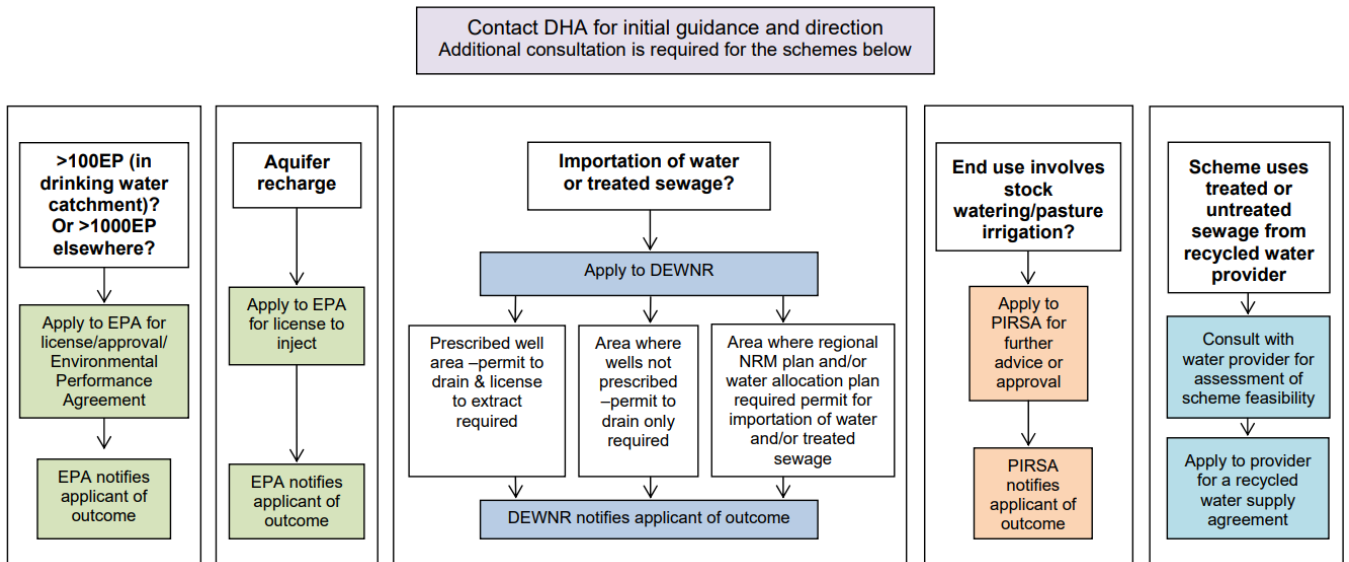 Contact DHA for initial guidance and direction
Additional consultation is required for the schemes below
>100EP (in
drinking water
catchment)?
Or >1000EP
elsewhere?
Apply to EPA for
license/approval/
Environmental
Performance
Agreement
EPA notifies
applicant of
outcome
Aquifer
recharge
Apply to EPA
for license to
inject
EPA notifies
applicant of
outcome
Importation of water
or treated sewage?
Apply to DEWNR
Prescribed well
area –permit to
drain & license
to extract
required
Area where
wells not
prescribed
–permit to
drain only
required
Area where regional
NRM plan and/or
water allocation plan
required permit for
importation of water
and/or treated
sewage
DEWNR notifies applicant of outcome
End use involves
stock
watering/pasture
irrigation?
Apply to
PIRSA for
further
advice or
approval
PIRSA
notifies
applicant of
outcome
Scheme uses
treated or
untreated
sewage from
recycled water
provider
Consult with
water provider for
assessment of
scheme feasibility
Apply to provider
for a recycled
water supply
agreement